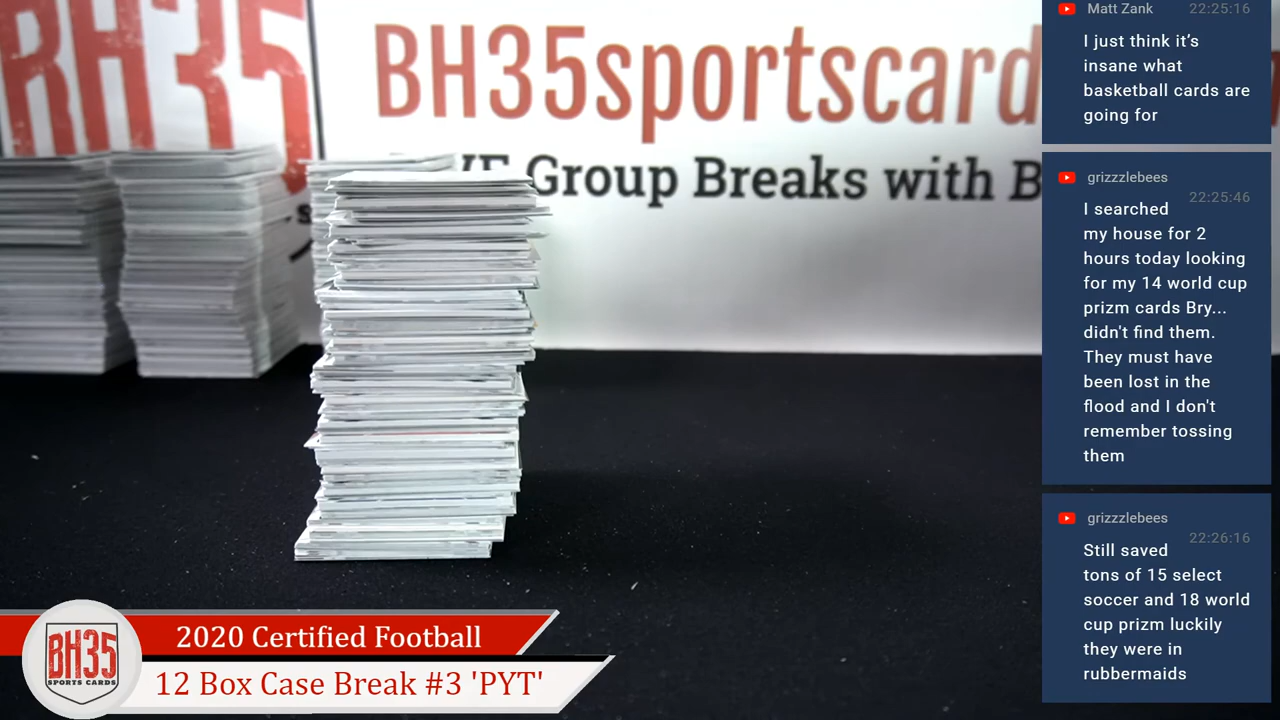 BH35
BH35sportscard
Group Breaks with B
Matt Zank 22:25:16
I just think it’s
insane what
basketball cards are
going for
grizzzlebees
22:25:46
I searched
my house for 2
hours today looking
for my 14 world cup
prizm cards Bry...
didn't find them.
They must have
been lost in the
flood and I don't
remember tossing
them
grizzzlebees
22:26:16
Still saved
tons of 15 select
soccer and 18 world
cup prizm luckily
they were in
rubbermaids
BH35
SPORTS CARDS
2020 Certified Football
12 Box Case Break #3 'PYT'